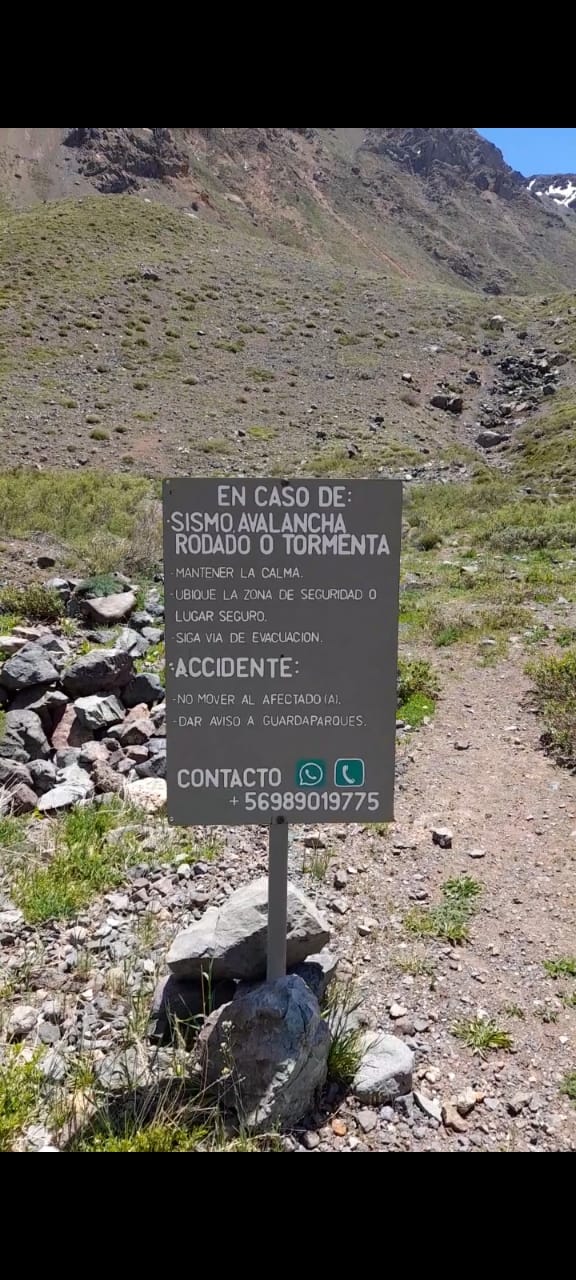 EN CASO DE:
-SISMO, AVALANCHA
RODADO O TORMENTA
-MANTENER LA CALMA.
-UBIQUE LA ZONA DE SEGURIDAD O
LUGAR SEGURO.
-SIGA VIA DE EVACUACION.
-ACCIDENTE:
-NO MOVER AL AFECTADO (A).
-DAR AVISO A GUARDAPARQUES.
CONTACTO
+56989019775